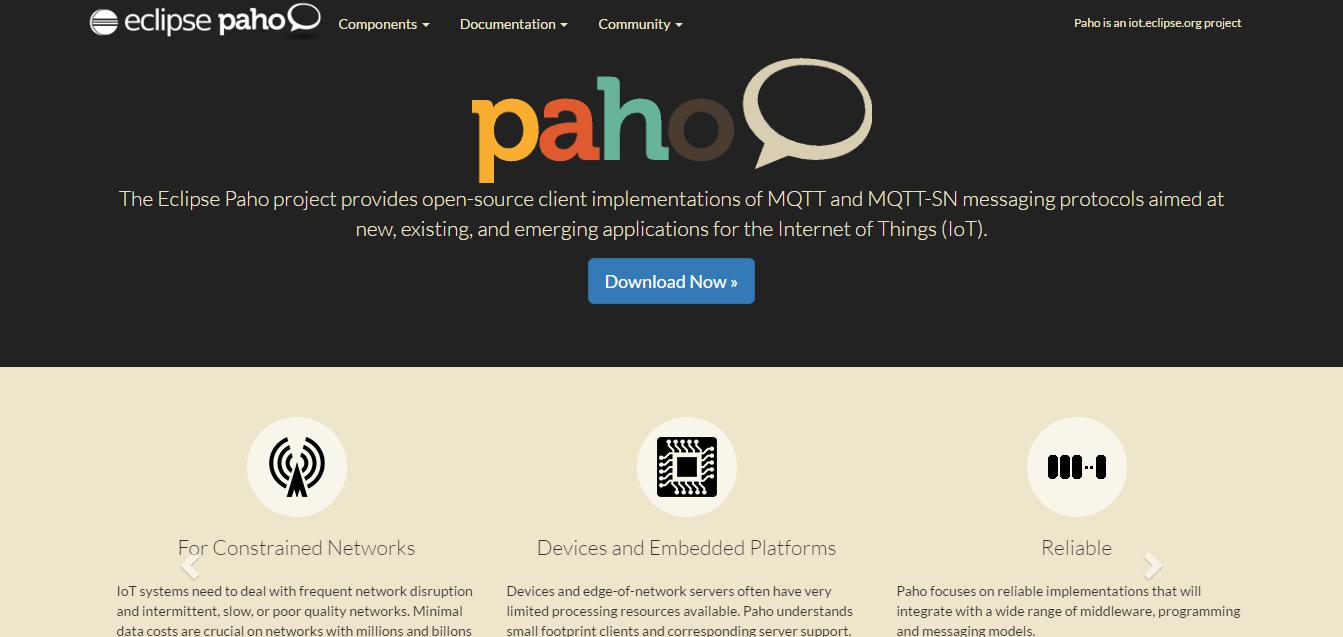 eclipse paho
Components
Documentation
Community
Paho is an iot.eclipse.org project
paho
The Eclipse Paho project provides open-source client implementations of MQTT and MQTT-SN messaging protocols aimed at
new, existing, and emerging applications for the Internet of Things (IoT).
Download Now »
For Constrained Networks
IoT systems need to deal with frequent network disruption
and intermittent, slow, or poor quality networks. Minimal
data costs are crucial on networks with millions and billons
Devices and Embedded Platforms
Devices and edge-of-network servers often have very
limited processing resources available. Paho understands
small footprint clients and corresponding server support.
Reliable
Paho focuses on reliable implementations that will
integrate with a wide range of middleware, programming
and messaging models.